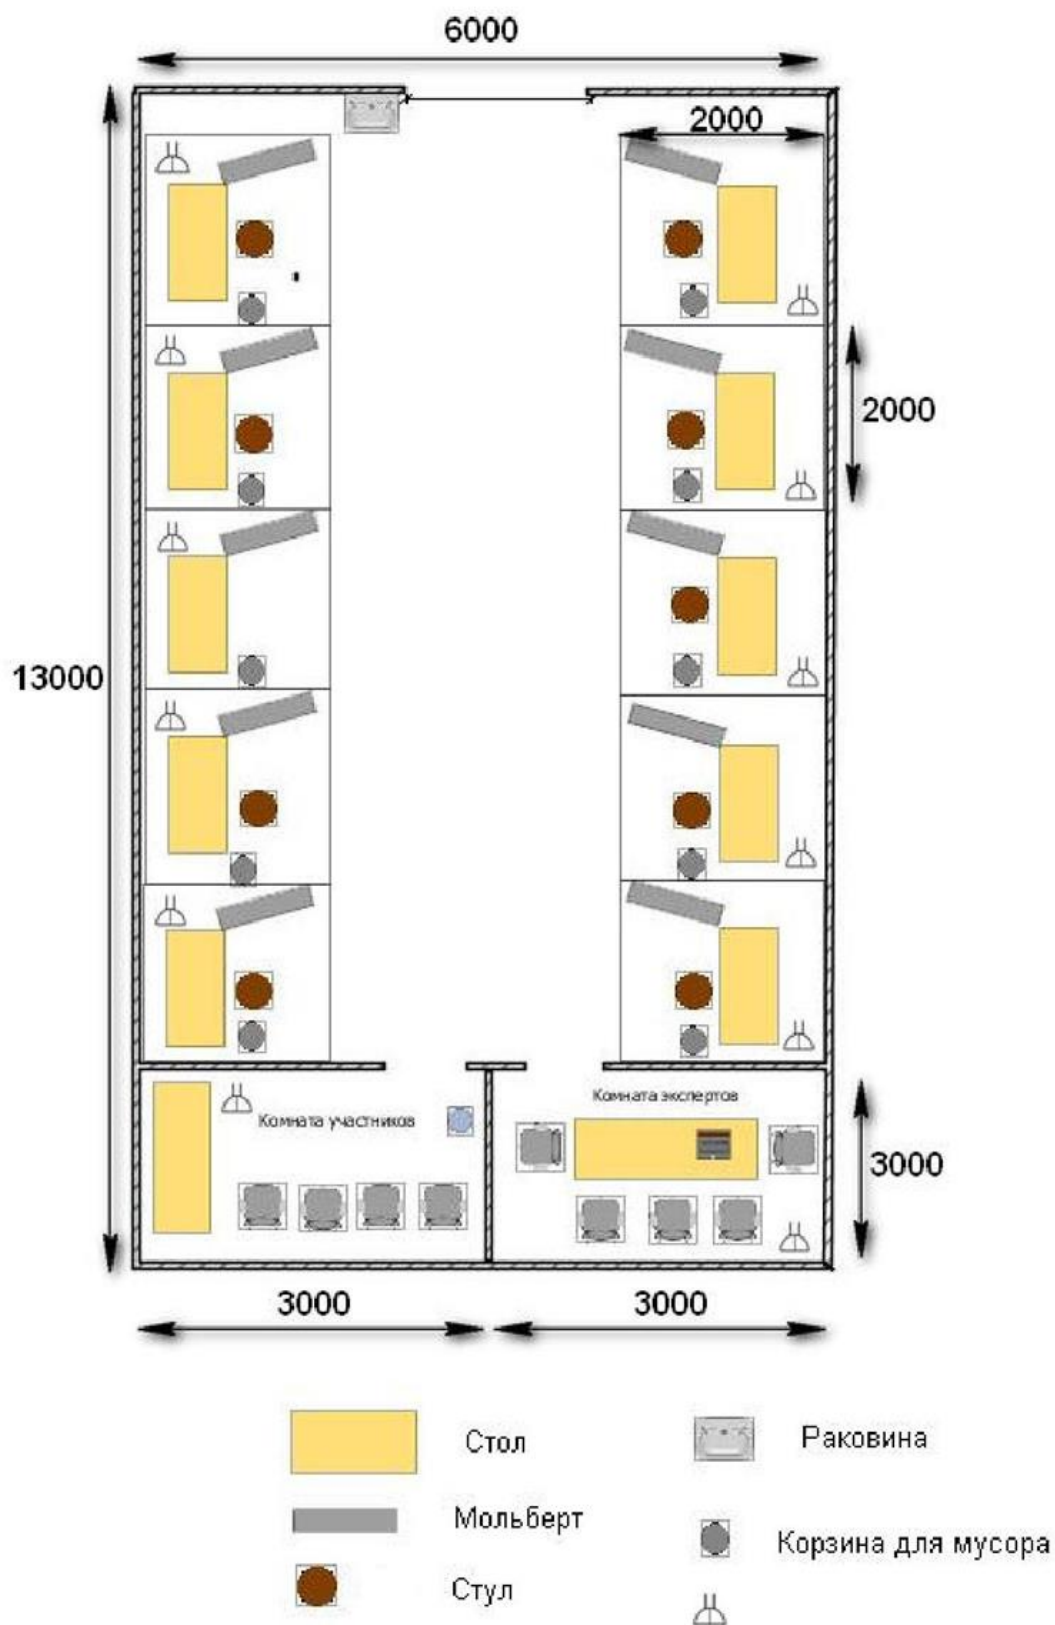 6000
2000
2000
13000
Комната участников
Комната экспертов
3000
3000
3000
Стол
Раковина
Мольберт
Корзина для мусора
Стул